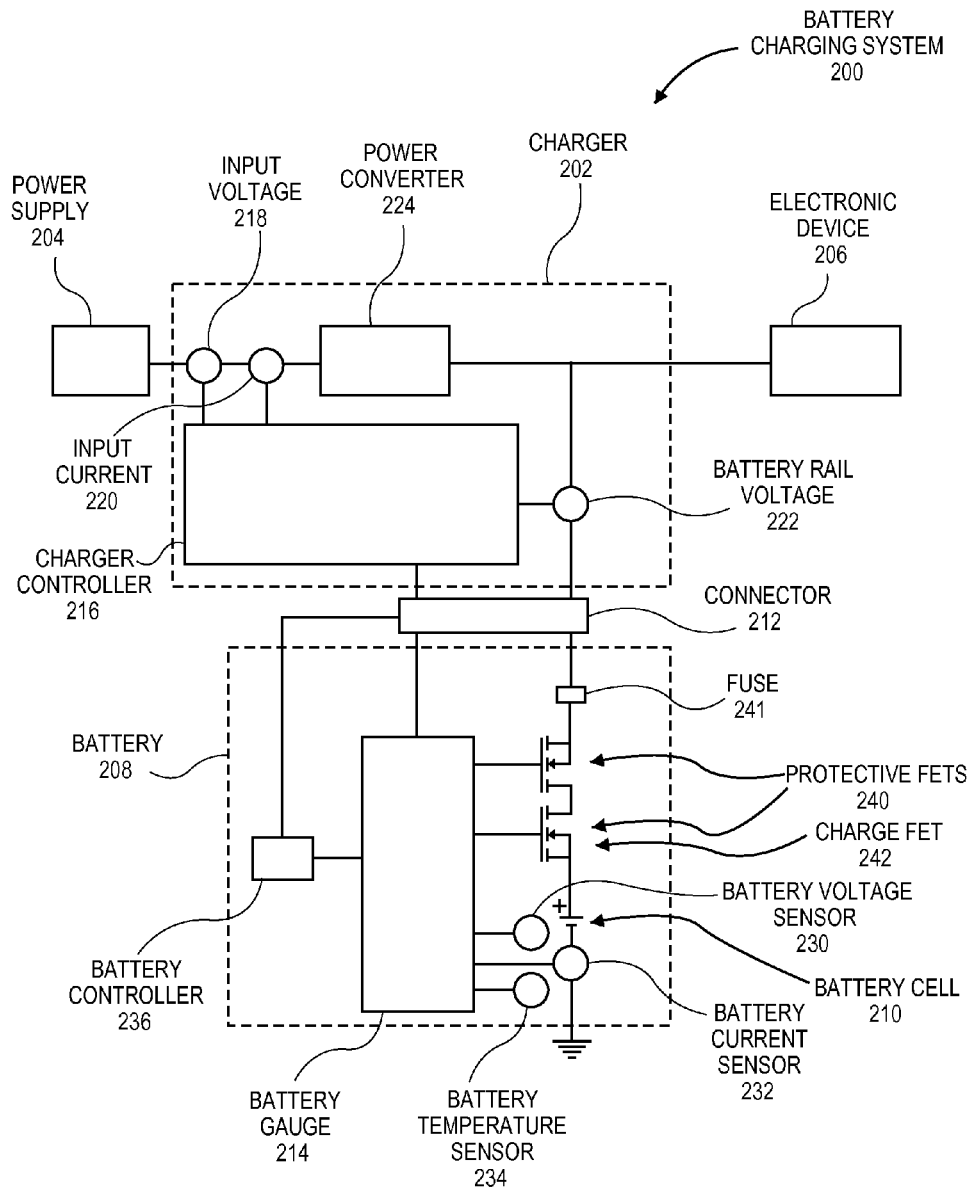 BATTERY
CHARGING SYSTEM
200
CHARGER
202
POWER
CONVERTER
224
INPUT
VOLTAGE
218
POWER
SUPPLY
204
ELECTRONIC
DEVICE
206
INPUT
CURRENT
220
BATTERY RAIL
VOLTAGE
222
CHARGER
CONTROLLER
216
CONNECTOR
212
FUSE
241
BATTERY
208
PROTECTIVE FETS
240
CHARGE FET
242
BATTERY VOLTAGE
SENSOR
230
+
BATTERY
CONTROLLER
236
BATTERY CELL
210
BATTERY
CURRENT
SENSOR
232
BATTERY
GAUGE
214
BATTERY
TEMPERATURE
SENSOR
234